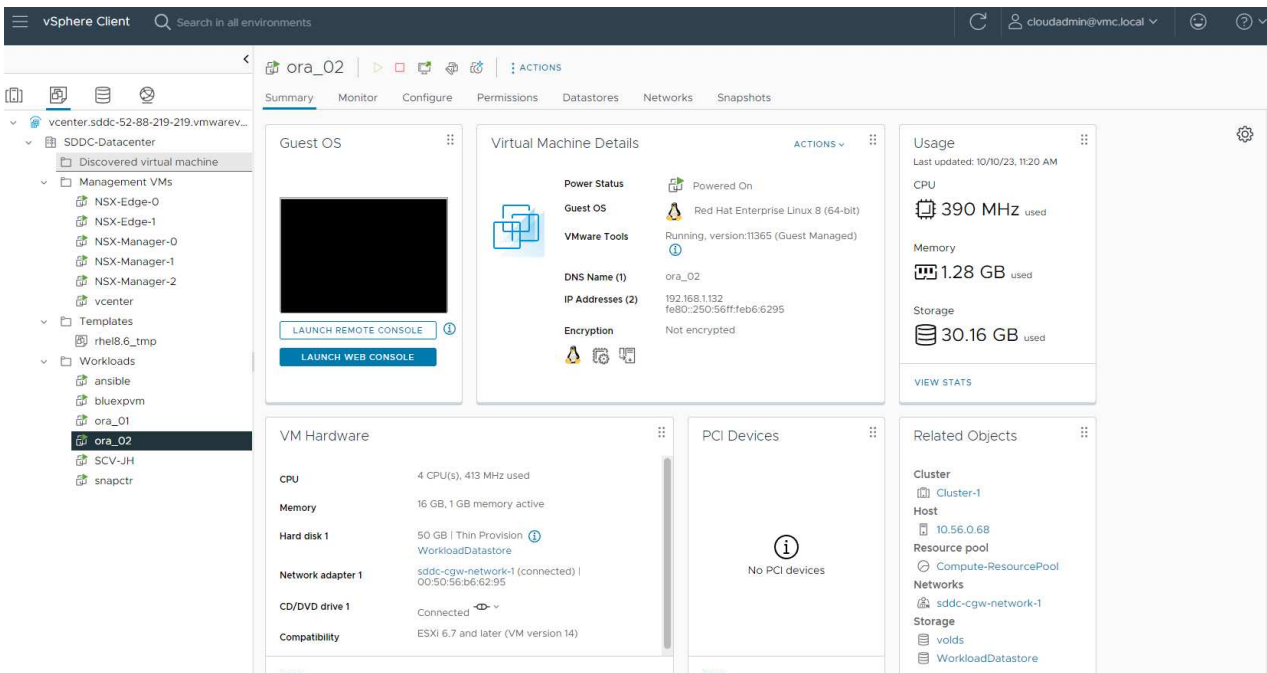 vSphere Client
Search in all environments
cloudadmin@vmc.local
vcenter.sddc-52-88-219-219.vmwarev...
SDDC-Datacenter
Discovered virtual machine
Management VMs
NSX-Edge-0
NSX-Edge-1
NSX-Manager-0
NSX-Manager-1
NSX-Manager-2
vcenter
Templates
rhel8.6_tmp
Workloads
ansible
bluexpvm
ora_01
ora_02
SCV-JH
snapctr
ora_02
ACTIONS
Summary Monitor Configure Permissions Datastores Networks Snapshots
Guest OS
LAUNCH REMOTE CONSOLE
LAUNCH WEB CONSOLE
Virtual Machine Details
ACTIONS
Power Status Powered On
Guest OS Red Hat Enterprise Linux 8 (64-bit)
VMware Tools Running, version:11365 (Guest Managed)
DNS Name (1) ora_02
IP Addresses (2) 192.168.1.132
fe80::250:56ff:feb6:6295
Encryption Not encrypted
Usage
Last updated: 10/10/23, 11:20 AM
CPU
390 MHz used
Memory
1.28 GB used
Storage
30.16 GB used
VIEW STATS
VM Hardware
CPU 4 CPU(s), 413 MHz used
Memory 16 GB, 1 GB memory active
Hard disk 1 50 GB | Thin Provision
WorkloadDatastore
Network adapter 1 sddc-cgw-network-1 (connected) |
00:50:56:b6:62:95
CD/DVD drive 1 Connected
Compatibility ESXi 6.7 and later (VM version 14)
PCI Devices
No PCI devices
Related Objects
Cluster
Cluster-1
Host
10.56.0.68
Resource pool
Compute-ResourcePool
Networks
sddc-cgw-network-1
Storage
volds
WorkloadDatastore